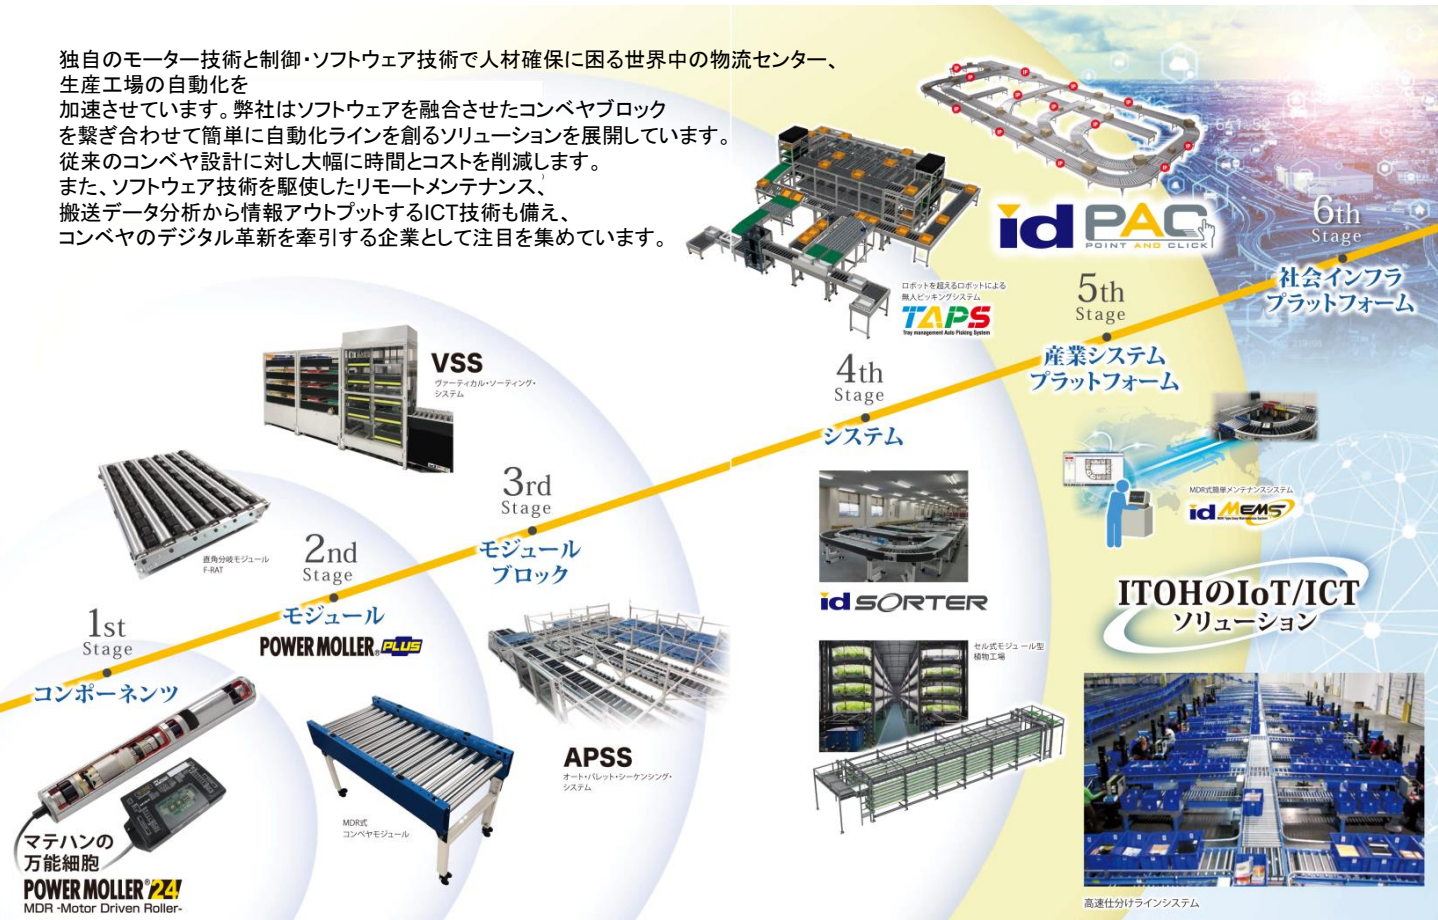 独自のモーター技術と制御・ソフトウェア技術で人材確保に困る世界中の物流センター、
生産工場の自動化を
加速させています。弊社はソフトウェアを融合させたコンベヤブロック
を繋ぎ合わせて簡単に自動化ラインを創るソリューションを展開しています。
従来のコンベヤ設計に対し大幅に時間とコストを削減します。
また、ソフトウェア技術を駆使したリモートメンテナンス、
搬送データ分析から情報アウトプットするICT技術も備え、
コンベヤのデジタル革新を牽引する企業として注目を集めています。
id PAC
POINT AND CLICK
6th
Stage
社会インフラ
プラットフォーム
5th
Stage
産業システム
プラットフォーム
ロボットを超えるロボットによる
無人ピッキングシステム
TAPS
Tray management Auto Picking System
4th
Stage
システム
VSS
ヴァーティカル・ソーティング・
システム
3rd
Stage
モジュール
ブロック
直角分岐モジュール
F-RAT
2nd
Stage
モジュール
POWER MOLLER® PLUS
1st
Stage
コンポーネンツ
MDR式簡単メンテナンスシステム
id MEMS
id SORTER
ITOHのIoT/ICT
ソリューション
セル式モジュール型
植物工場
APSS
オート・パレット・シーケンシング・
システム
MDR式
コンベヤモジュール
マテハンの
万能細胞
POWER MOLLER® 24
MDR -Motor Driven Roller-
高速仕分けラインシステム